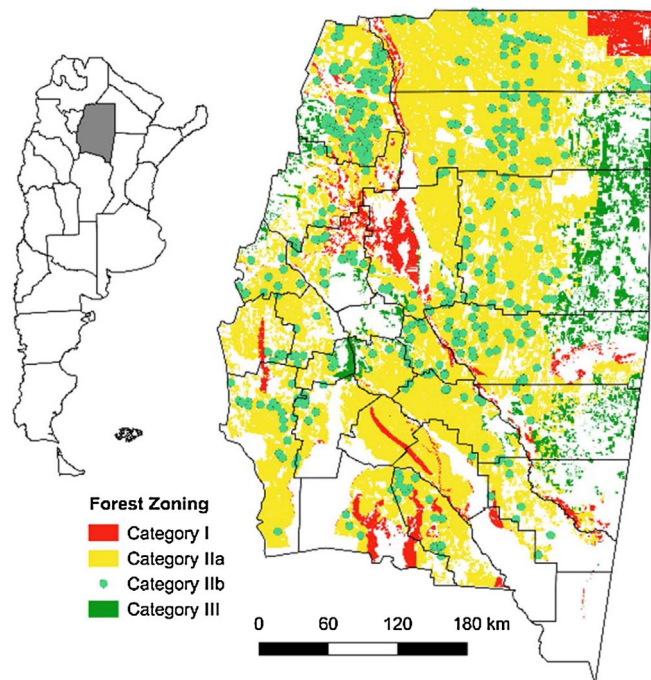 Forest Zoning
Category I
Category IIa
Category IIb
Category III
0 60 120 180 km